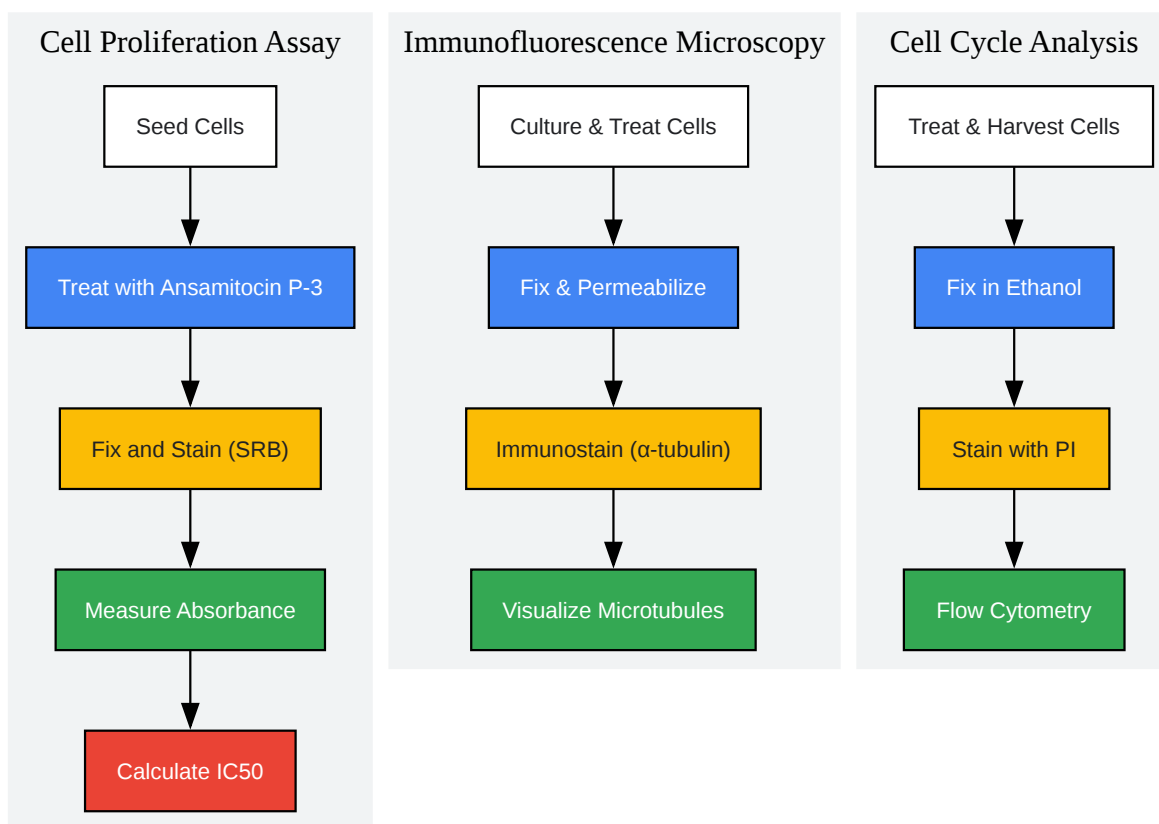 Cell Proliferation Assay
Seed Cells
Treat with Ansamitocin P-3
Fix and Stain (SRB)
Measure Absorbance
Calculate IC50
Immunofluorescence Microscopy
Culture & Treat Cells
Fix & Permeabilize
Immunostain (α-tubulin)
Visualize Microtubules
Cell Cycle Analysis
Treat & Harvest Cells
Fix in Ethanol
Stain with PI
Flow Cytometry